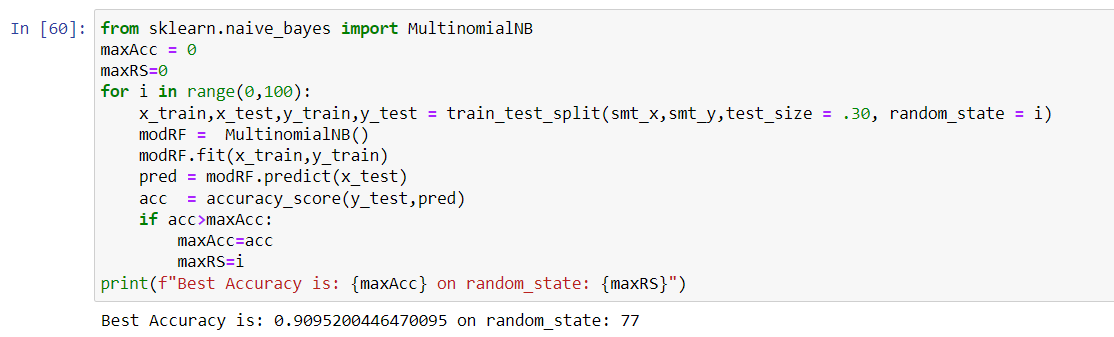 In [60]: from sklearn.naive_bayes import MultinomialNB
maxAcc = 0
maxRS=0
for i in range(0,100):
    x_train,x_test,y_train,y_test = train_test_split(smt_x,smt_y,test_size = .30, random_state = i)
    modRF =  MultinomialNB()
    modRF.fit(x_train,y_train)
    pred = modRF.predict(x_test)
    acc  = accuracy_score(y_test,pred)
    if acc>maxAcc:
        maxAcc=acc
        maxRS=i
print(f"Best Accuracy is: {maxAcc} on random_state: {maxRS}")
Best Accuracy is: 0.9095200446470095 on random_state: 77